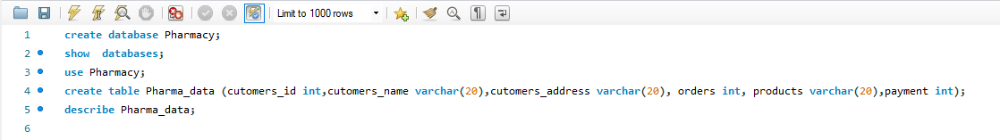 Limit to 1000 rows
1 create database Pharmacy;
2 show  databases;
3 use Pharmacy;
4 create table Pharma_data (cutomers_id int,cutomers_name varchar(20),cutomers_address varchar(20), orders int, products varchar(20),payment int);
5 describe Pharma_data;
6